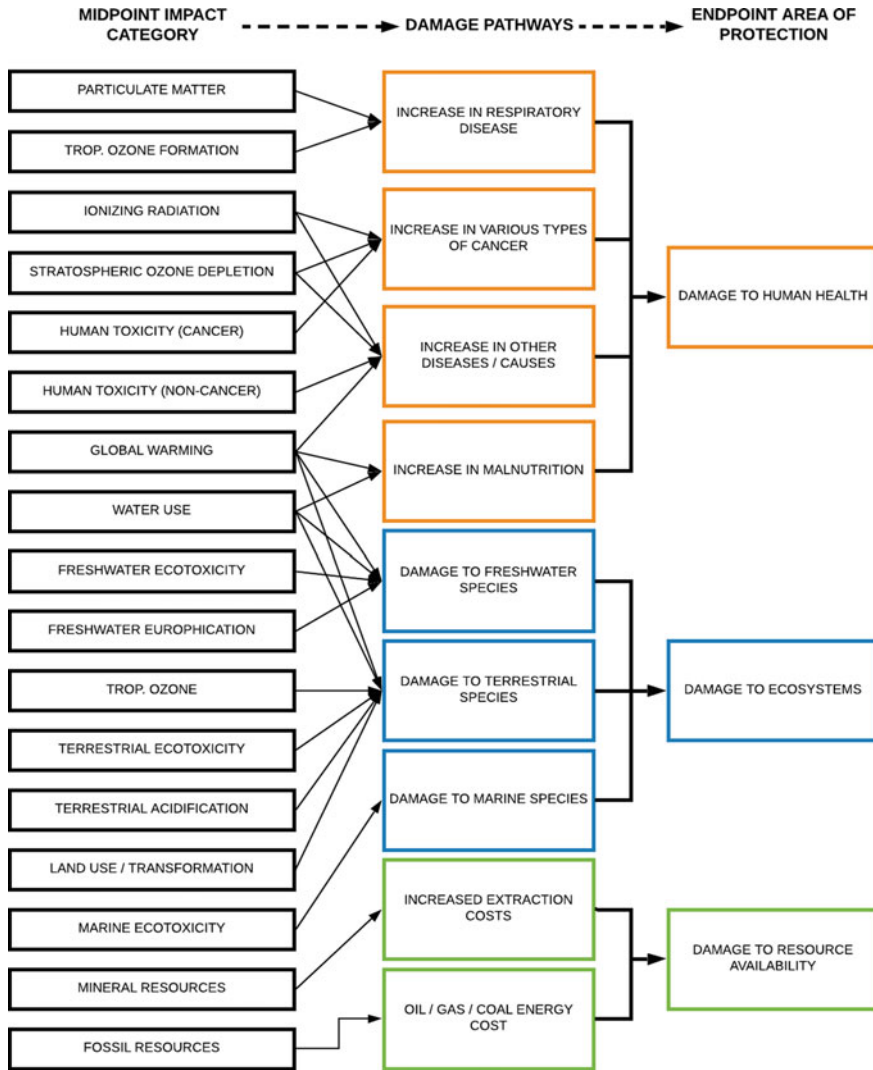 MIDPOINT IMPACT
CATEGORY
DAMAGE PATHWAYS
ENDPOINT AREA OF
PROTECTION
PARTICULATE MATTER
TROP. OZONE FORMATION
IONIZING RADIATION
STRATOSPHERIC OZONE DEPLETION
HUMAN TOXICITY (CANCER)
HUMAN TOXICITY (NON-CANCER)
GLOBAL WARMING
WATER USE
FRESHWATER ECOTOXICITY
FRESHWATER EUROPHICATION
TROP. OZONE
TERRESTRIAL ECOTOXICITY
TERRESTRIAL ACIDIFICATION
LAND USE / TRANSFORMATION
MARINE ECOTOXICITY
MINERAL RESOURCES
FOSSIL RESOURCES
INCREASE IN RESPIRATORY
DISEASE
INCREASE IN VARIOUS TYPES
OF CANCER
INCREASE IN OTHER
DISEASES / CAUSES
INCREASE IN MALNUTRITION
DAMAGE TO FRESHWATER
SPECIES
DAMAGE TO TERRESTRIAL
SPECIES
DAMAGE TO MARINE SPECIES
INCREASED EXTRACTION
COSTS
OIL / GAS / COAL ENERGY
COST
DAMAGE TO HUMAN HEALTH
DAMAGE TO ECOSYSTEMS
DAMAGE TO RESOURCE
AVAILABILITY